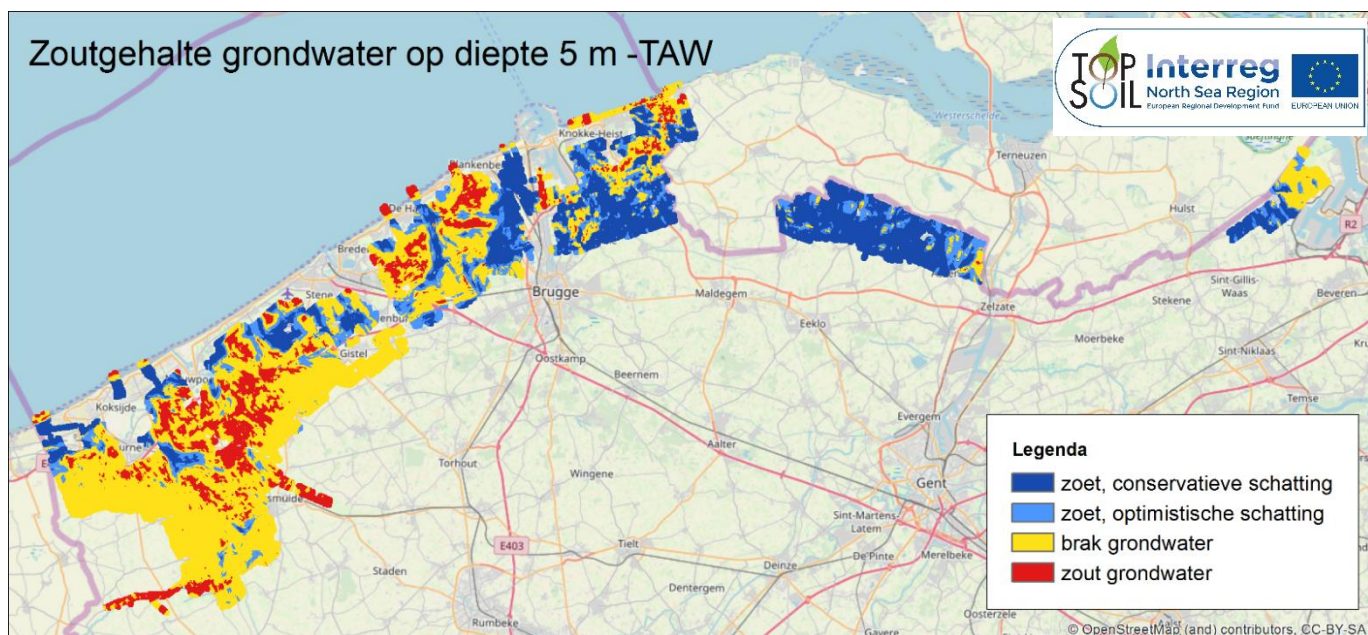 Zoutgehalte grondwater op diepte 5 m -TAW
TOP
SOIL
Interreg
North Sea Region
European Regional Development Fund
EUROPEAN UNION
Knokke-Heist
Westerschelde
Terneuzen
Hulst
R2
Brugge
Maldegem
Zelzate
Sint-Gillis-
Waas
Beveren
Stekene
Stene
Gistel
Eeklo
Moerbeke
Sint-Niklaas
Oostkamp
Beernem
Temse
Koksijde
Evergem
Torhout
Aalter
Wingene
Gent
Sint-Martens-
Latem
De Pinte
Merelbeke
E403
Tielt
Deinze
Staden
Dentergem
Rumbeke
Oosterzele
Legenda
zoet, conservatieve schatting
zoet, optimistische schatting
brak grondwater
zout grondwater
© OpenStreetMap (and) contributors, CC-BY-SA